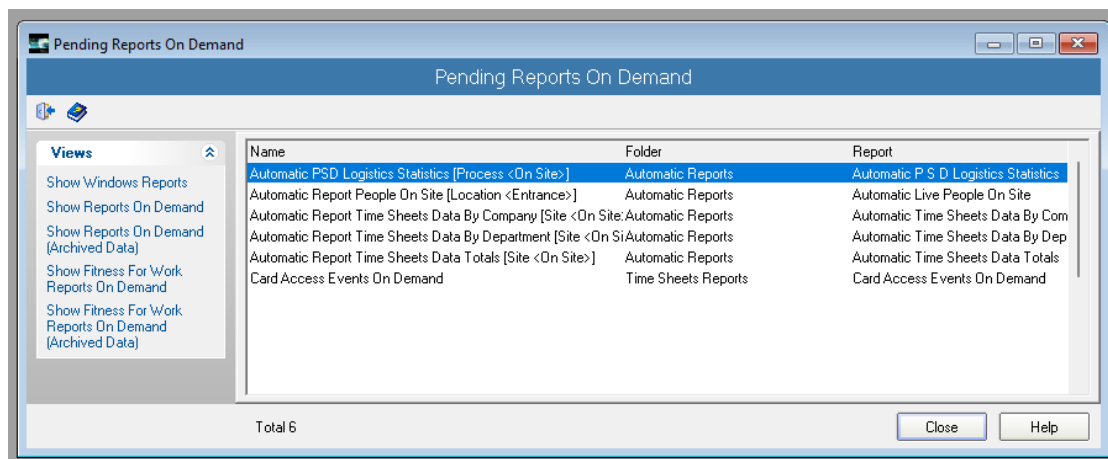 Pending Reports On Demand
Pending Reports On Demand
Views
Show Windows Reports
Show Reports On Demand
Show Reports On Demand
(Archived Data)
Show Fitness For Work
Reports On Demand
Show Fitness For Work
Reports On Demand
(Archived Data)
Name Folder Report
Automatic PSD Logistics Statistics [Process <On Site>] Automatic Reports Automatic P S D Logistics Statistics
Automatic Report People On Site [Location <Entrance>] Automatic Reports Automatic Live People On Site
Automatic Report Time Sheets Data By Company [Site <On Site: Automatic Reports Automatic Time Sheets Data By Com
Automatic Report Time Sheets Data By Department [Site <On Si Automatic Reports Automatic Time Sheets Data By Dep
Automatic Report Time Sheets Data Totals [Site <On Site>] Automatic Reports Automatic Time Sheets Data Totals
Card Access Events On Demand Time Sheets Reports Card Access Events On Demand
Total 6 Close Help